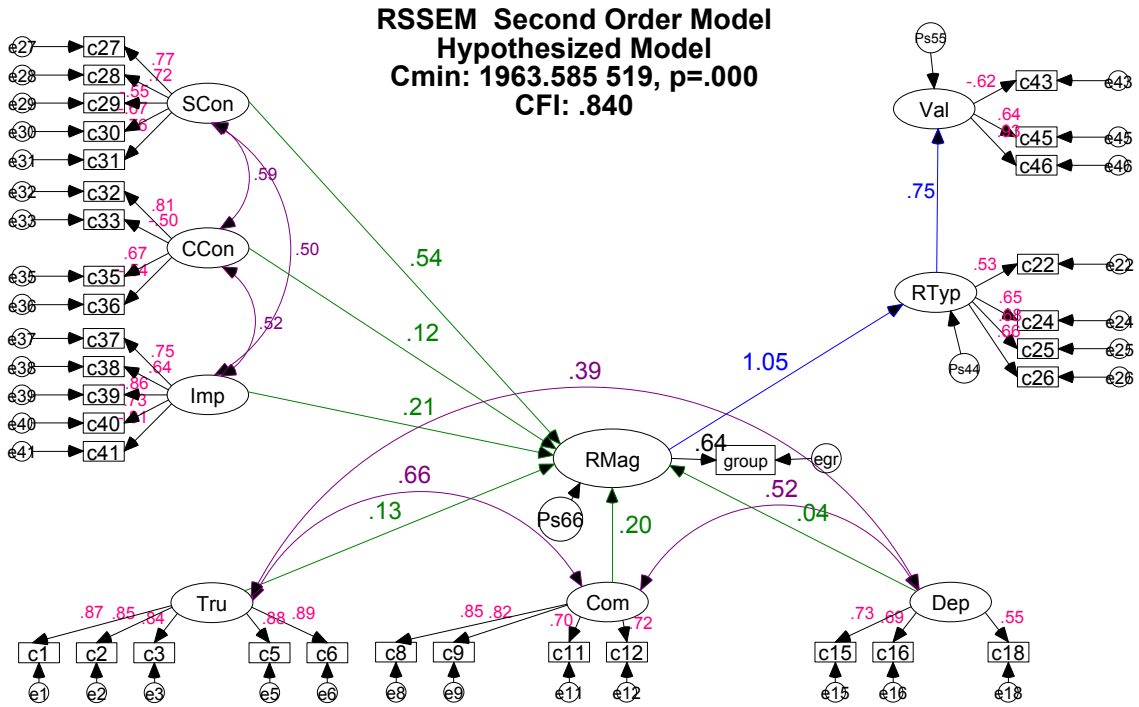 RSSEM Second Order Model
Hypothesized Model
Cmin: 1963.585 519, p=.000
CFI: .840
e27 c27 .77
e28 c28 .72
e29 c29 -.55
e30 c30
e31 c31
SCon
e32 c32 .81
e33 c33 -.50
CCon
e35 c35 .67
e36 c36
e37 c37 .75
e38 c38 .64
e39 c39 -.86
e40 c40 .73
e41 c41
Imp
.59
.50
.52
.54
.12
.21
Ps55
Val
-.62 c43 e43
.64 c45 e45
.93 c46 e46
.75
RTyp
Ps44
.53 c22 e22
.65 c24 e24
.68 c25 e25
.66 c26 e26
1.05
.39
RMag
.64
group
egr
Ps66
.66
.13
.20
.52
.04
Tru
.87 .85 .84 .88 .89
c1 c2 c3 c5 c6
e1 e2 e3 e5 e6
Com
.85 .82 .70 .72
c8 c9 c11 c12
e8 e9 e11 e12
Dep
.73 .69 .55
c15 c16 c18
e15 e16 e18